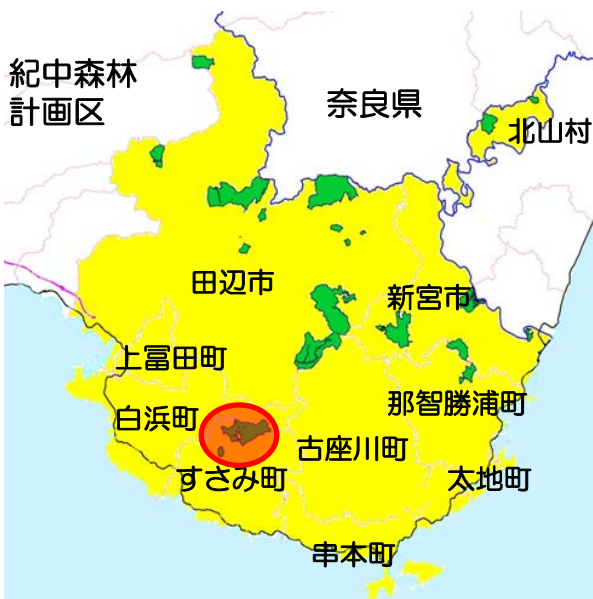 紀中森林
計画区
奈良県
北山村
田辺市
新宮市
上富田町
那智勝浦町
白浜町
古座川町
すさみ町
太地町
串本町